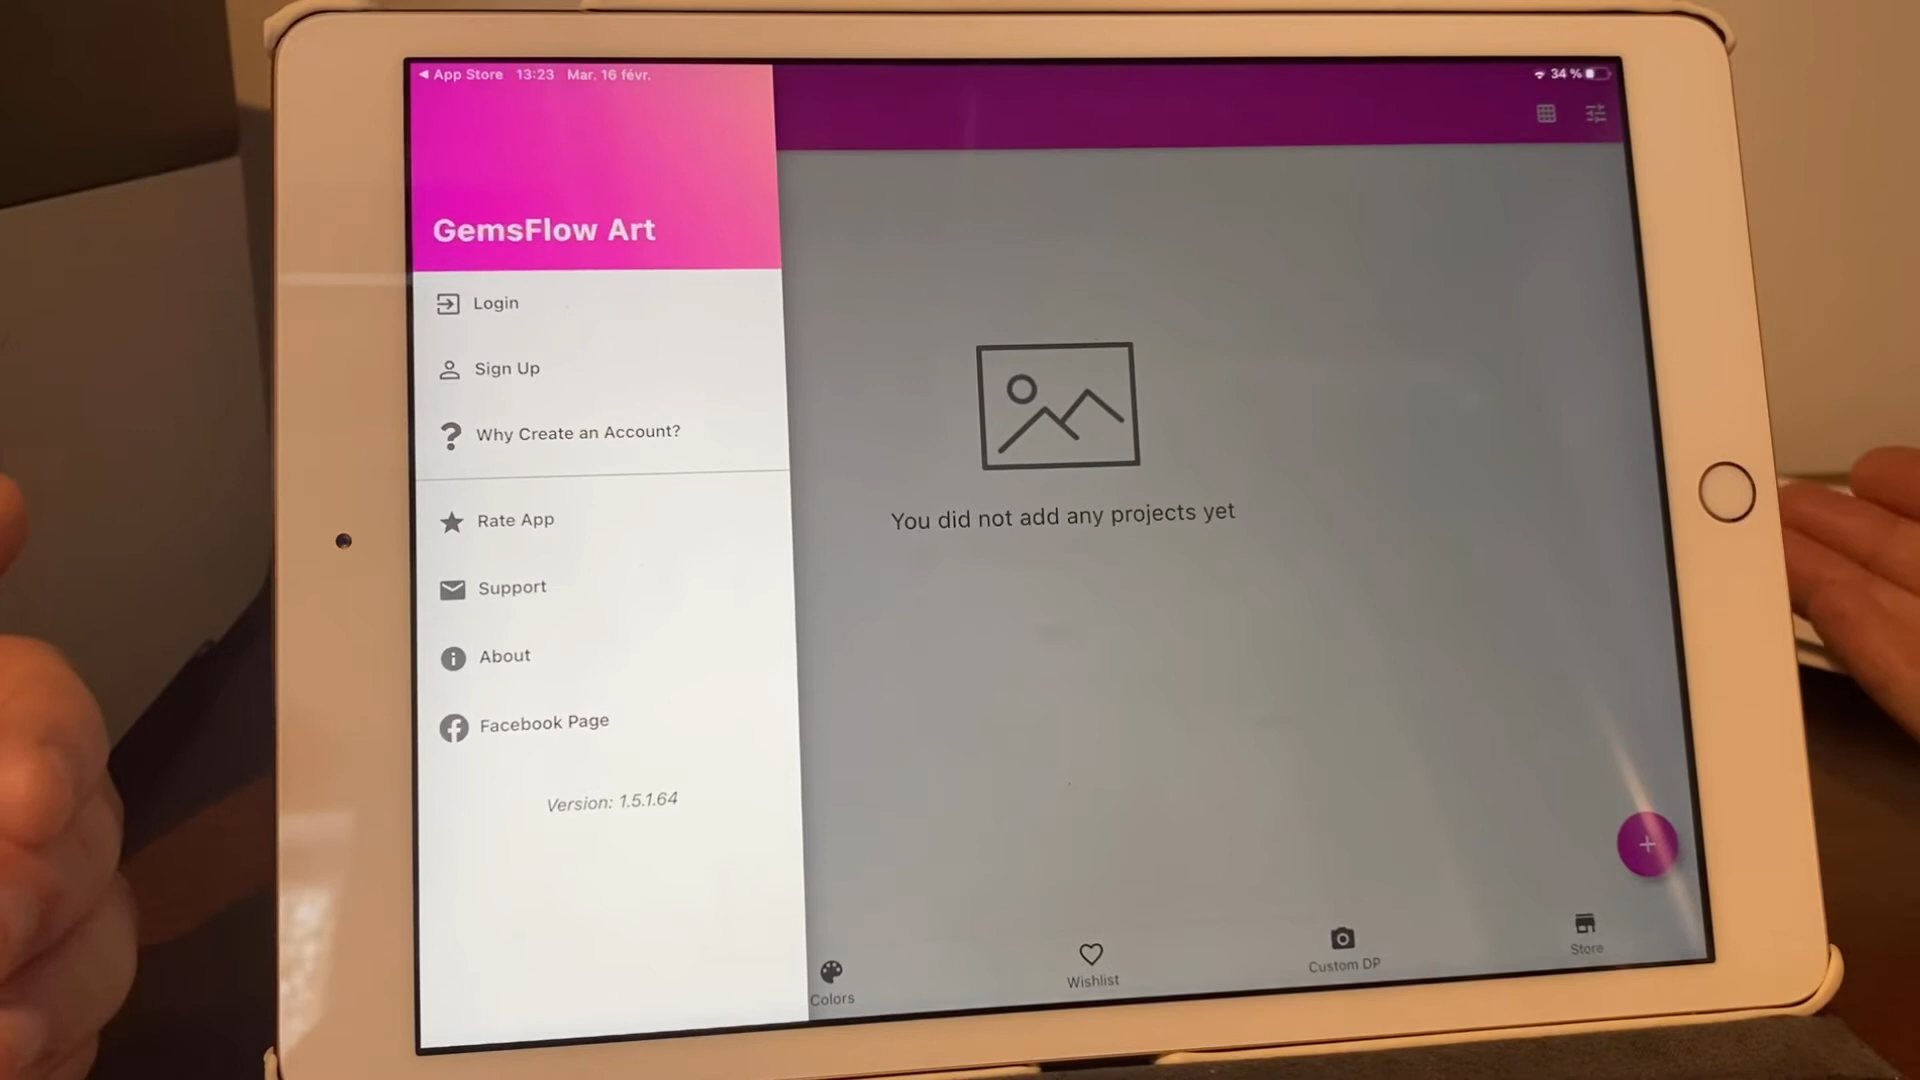 App Store 13:23 Mar. 16 févr.
34 %
GemsFlow Art
Login
Sign Up
Why Create an Account?
Rate App
Support
About
Facebook Page
Version: 1.5.1.64
You did not add any projects yet
Colors
Wishlist
Custom DP
Store